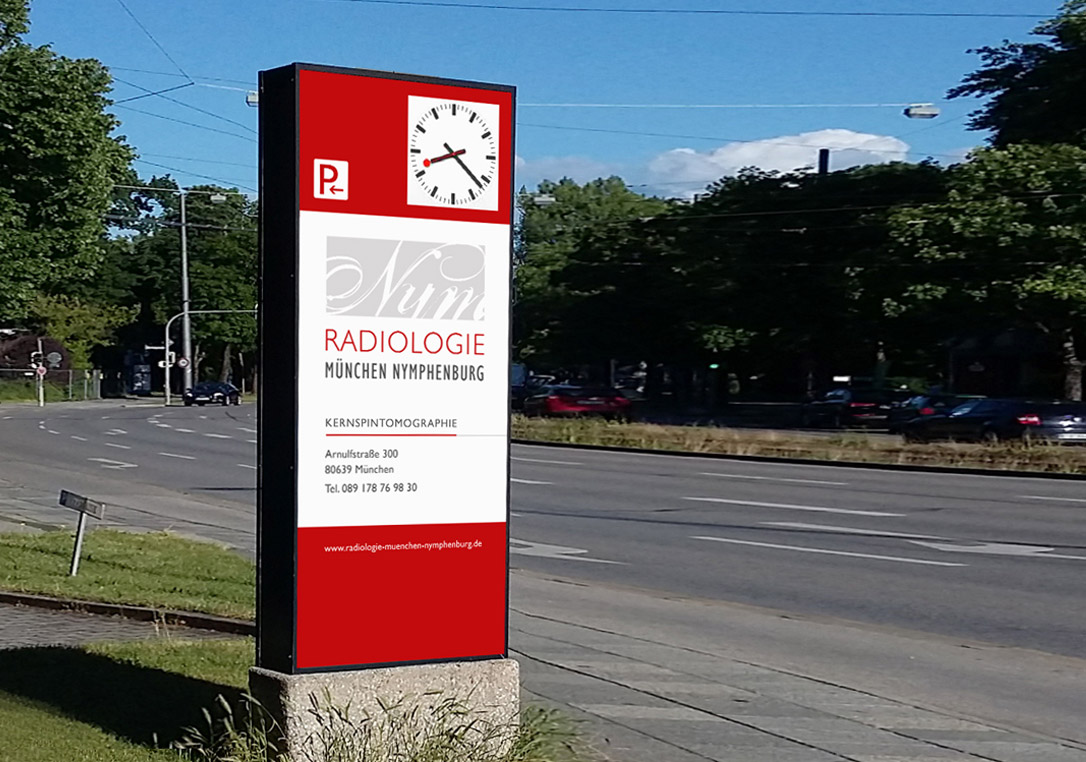 P
Nym
RADIOLOGIE
MÜNCHEN NYMPHENBURG
KERNSPINTOMOGRAPHIE
Arnulfstraße 300
80639 München
Tel. 089 178 76 98 30
www.radiologie-muenchen-nymphenburg.de